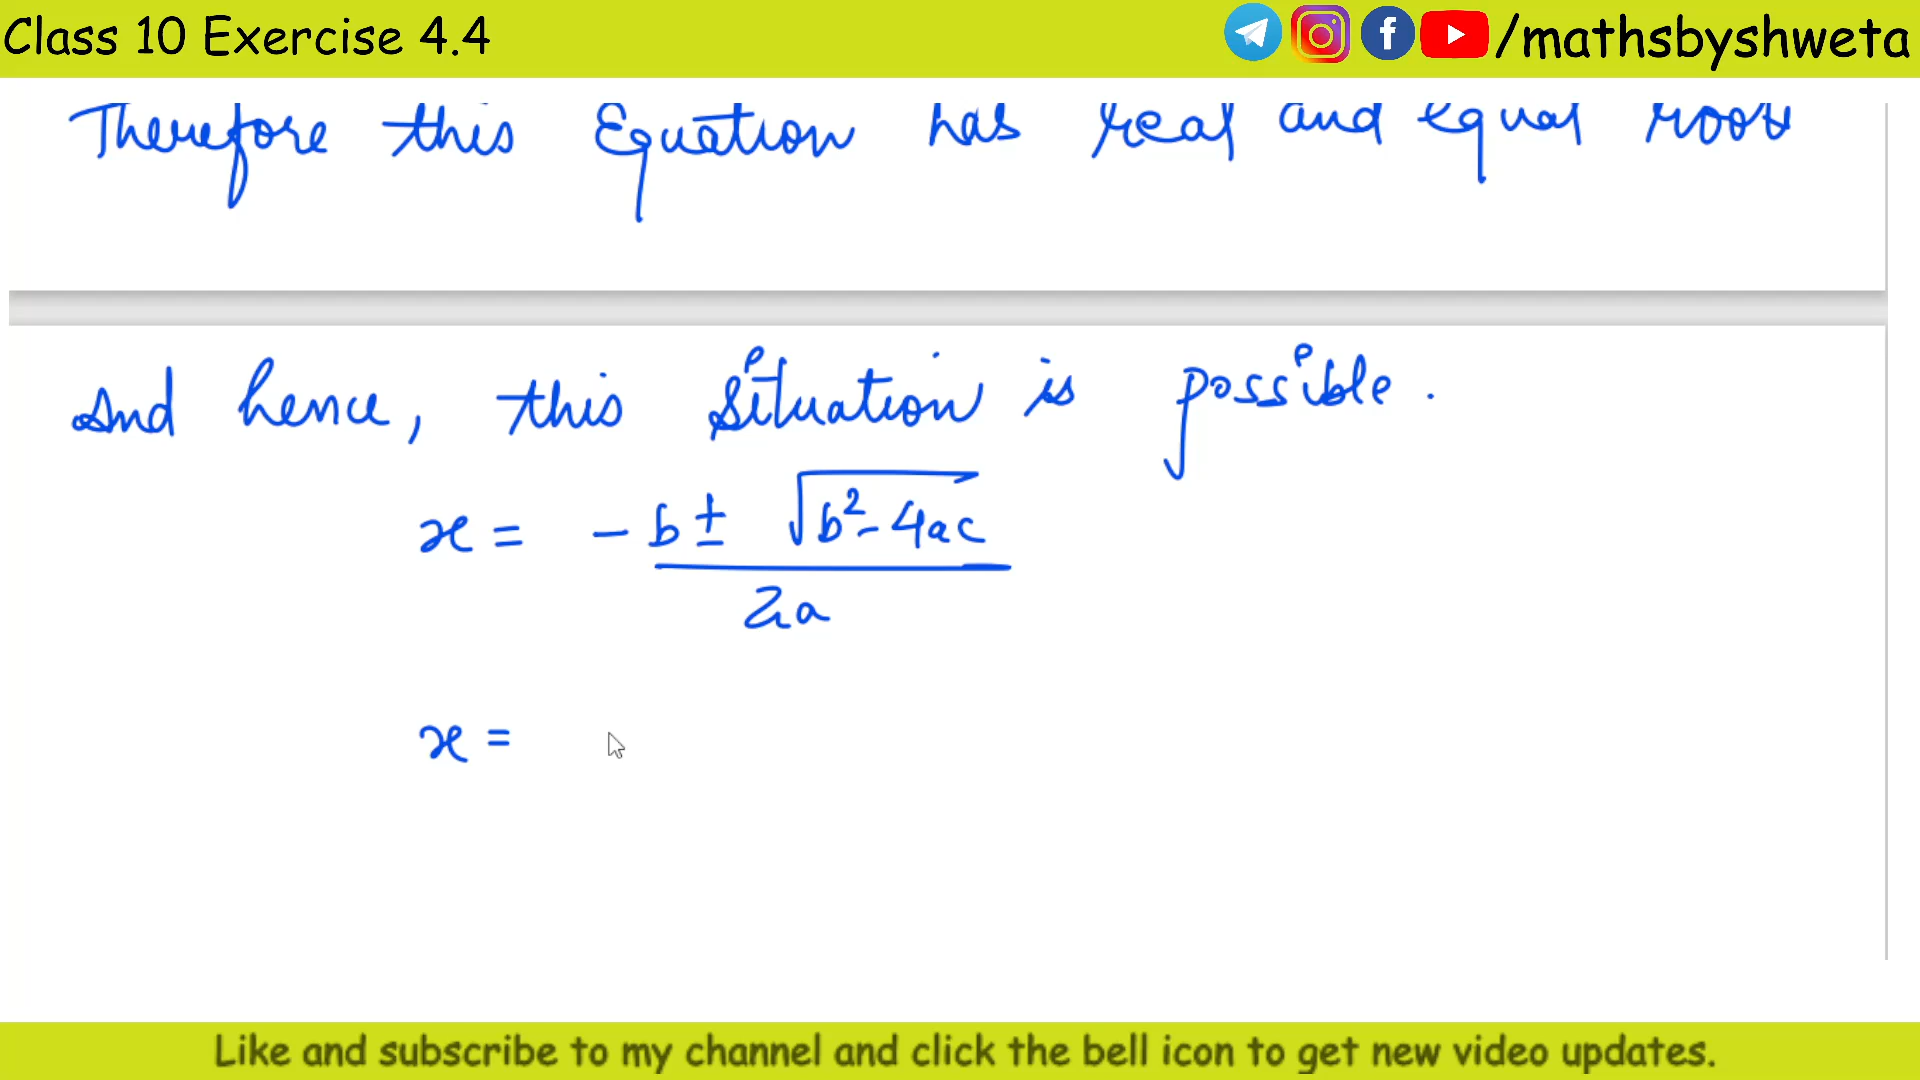 Class 10 Exercise 4.4
/mathsbyshweta
Therefore this Equation has real and equal roots
And hence, this situation is possible.
x = -b ± √b²-4ac
2a
x =
Like and subscribe to my channel and click the bell icon to get new video updates.